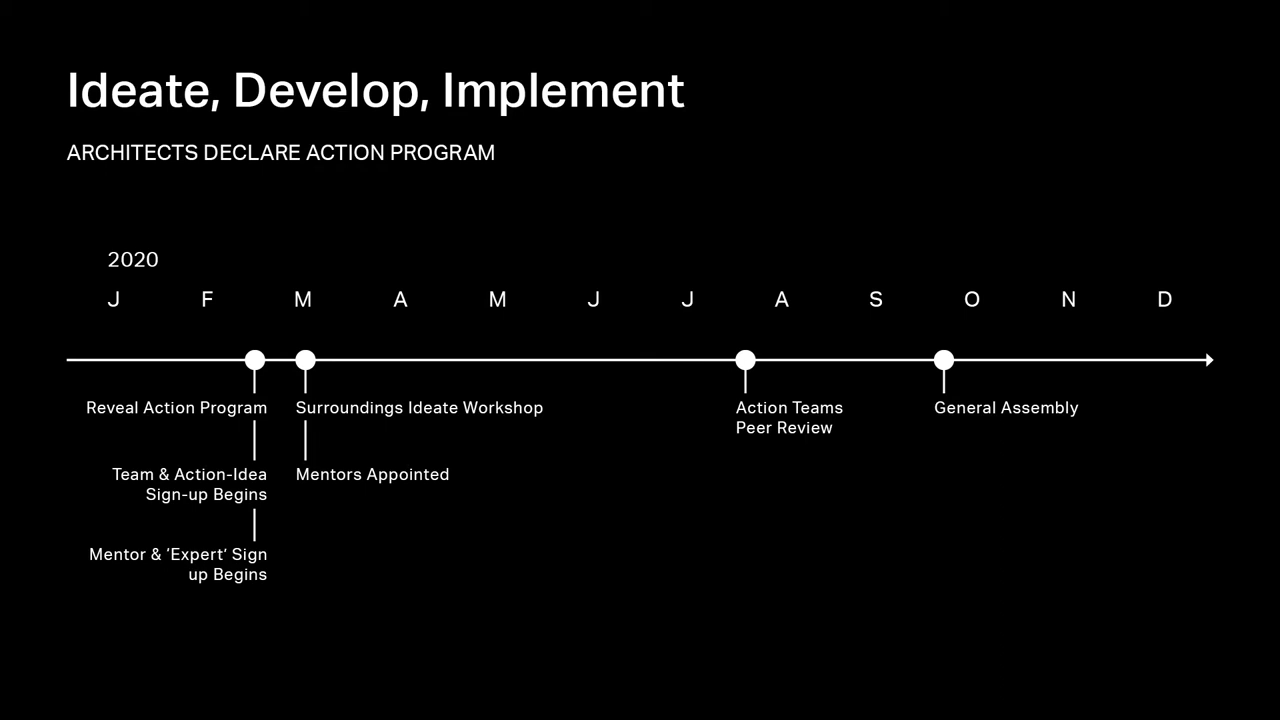 Ideate, Develop, Implement
ARCHITECTS DECLARE ACTION PROGRAM
2020
J F M A M J J A S O N D
Reveal Action Program
Team & Action-Idea
Sign-up Begins
Mentor & ‘Expert‘ Sign
up Begins
Surroundings Ideate Workshop
Mentors Appointed
Action Teams
Peer Review
General Assembly